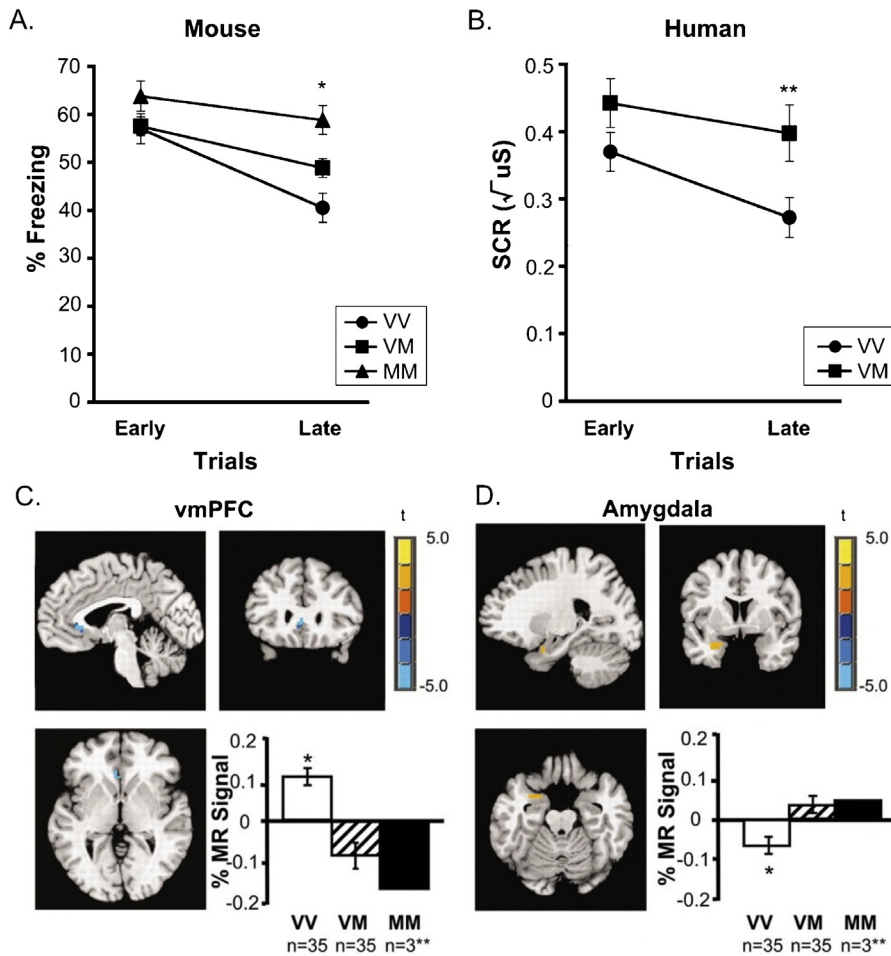 A.
Mouse
70
60
50
40
30
20
10
0
% Freezing
*
VV
VM
MM
Early
Late
Trials
B.
Human
0.5
0.4
0.3
0.2
0.1
0
SCR (√uS)
**
VV
VM
Early
Late
Trials
C.
vmPFC
t
5.0
-5.0
0.2
0.1
0
-0.1
-0.2
% MR Signal
*
VV VM MM
n=35 n=35 n=3**
D.
Amygdala
t
5.0
-5.0
0.2
0.1
0
-0.1
-0.2
% MR Signal
*
VV VM MM
n=35 n=35 n=3**